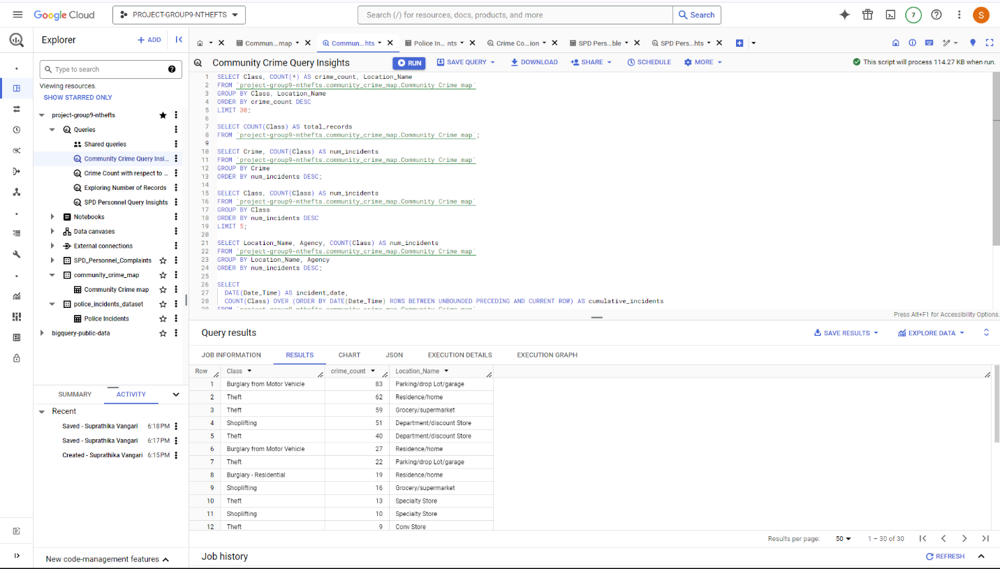 Google Cloud
PROJECT-GROUP9-NTHEFTS
Search (/) for resources, docs, products, and more
Search
7
S
Explorer
+ ADD
Commun...map
Commun...hts
Police In... nts
Crime Co...ion
SPD Pers...ble
SPD Pers...hts
Type to search
Viewing resources.
SHOW STARRED ONLY
project-group9-nthefts
Queries
Shared queries
Community Crime Query Insi...
Crime Count with respect to ...
Exploring Number of Records
SPD Personnel Query Insights
Notebooks
Data canvases
External connections
SPD_Personnel_Complaints
community_crime_map
Community Crime map
police_incidents_dataset
Police Incidents
bigquery-public-data
SUMMARY
ACTIVITY
Recent
Saved - Suprathika Vangari 6:18 PM
Saved - Suprathika Vangari 6:17 PM
Created - Suprathika Vangari 6:15 PM
New code-management features
Community Crime Query Insights
RUN
SAVE QUERY
DOWNLOAD
SHARE
SCHEDULE
MORE
This script will process 114.27 KB when run.
1 SELECT Class, COUNT(*) AS crime_count, Location_Name
2 FROM `project-group9-nthefts.community_crime_map.Community Crime map`
3 GROUP BY Class, Location_Name
4 ORDER BY crime_count DESC
5 LIMIT 30;
6
7 SELECT COUNT(Class) AS total_records
8 FROM `project-group9-nthefts.community_crime_map.Community Crime map`;
9
10 SELECT Crime, COUNT(Class) AS num_incidents
11 FROM `project-group9-nthefts.community_crime_map.Community Crime map`
12 GROUP BY Crime
13 ORDER BY num_incidents DESC;
14
15 SELECT Class, COUNT(Class) AS num_incidents
16 FROM `project-group9-nthefts.community_crime_map.Community Crime map`
17 GROUP BY Class
18 ORDER BY num_incidents DESC
19 LIMIT 5;
20
21 SELECT Location_Name, Agency, COUNT(Class) AS num_incidents
22 FROM `project-group9-nthefts.community_crime_map.Community Crime map`
23 GROUP BY Location_Name, Agency
24 ORDER BY num_incidents DESC;
25
26 SELECT
27 DATE(Date_Time) AS incident_date,
28 COUNT(Class) OVER (ORDER BY DATE(Date_Time) ROWS BETWEEN UNBOUNDED PRECEDING AND CURRENT ROW) AS cumulative_incidents
29 FROM `project-group9-nthefts.community_crime_map.Community Crime map`
Press Alt+F1 for Accessibility Options.
Query results
SAVE RESULTS
EXPLORE DATA
JOB INFORMATION
RESULTS
CHART
JSON
EXECUTION DETAILS
EXECUTION GRAPH
Row Class crime_count Location_Name
1 Burglary from Motor Vehicle 83 Parking/drop Lot/garage
2 Theft 62 Residence/home
3 Theft 59 Grocery/supermarket
4 Shoplifting 51 Department/discount Store
5 Theft 40 Department/discount Store
6 Burglary from Motor Vehicle 27 Residence/home
7 Theft 22 Parking/drop Lot/garage
8 Burglary - Residential 19 Residence/home
9 Shoplifting 16 Grocery/supermarket
10 Theft 13 Specialty Store
11 Shoplifting 10 Specialty Store
12 Theft 9 Conv Store
Results per page: 50 1 – 30 of 30
Job history
REFRESH